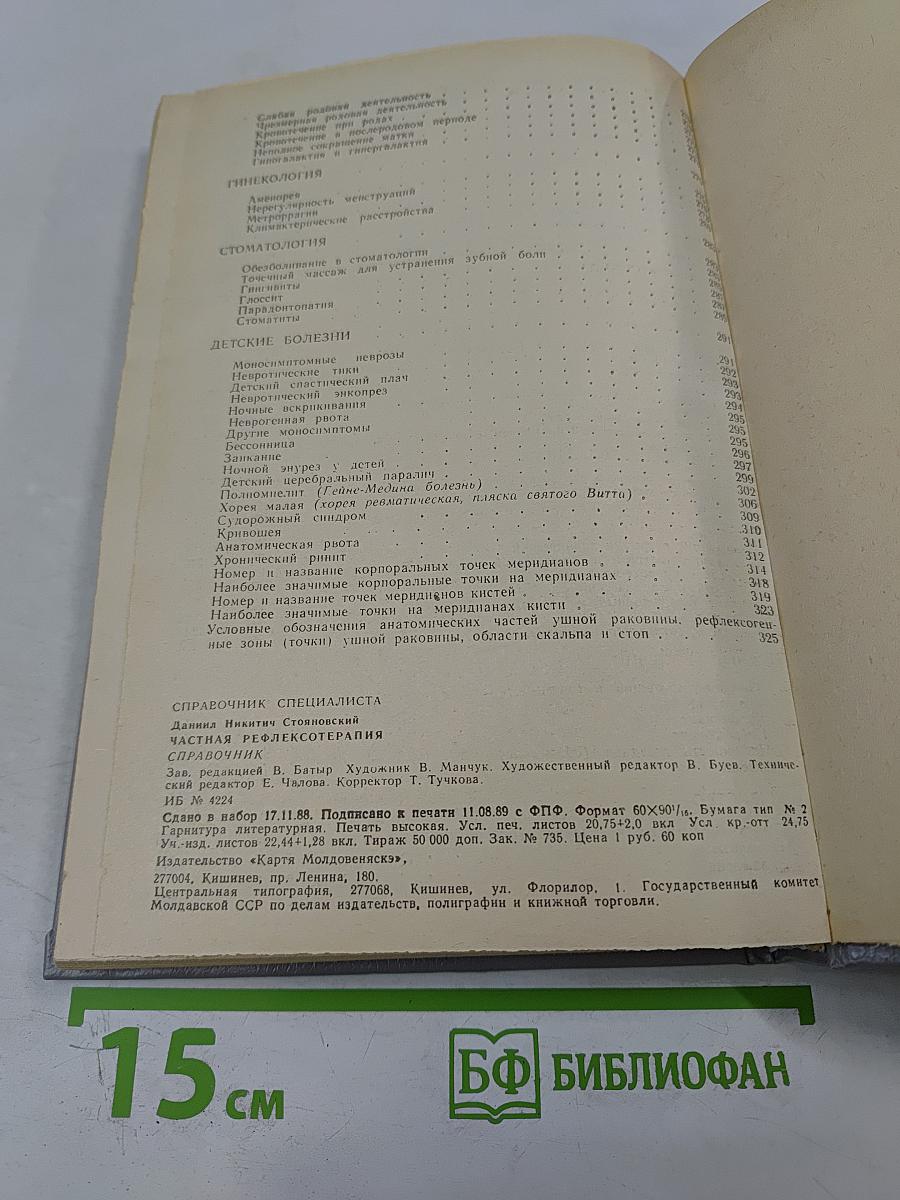 Слабая родовая деятельность
Чрезмерная родовая деятельность
Кровотечение при родах
Кровотечение в послеродовом периоде
Неполное сокращение матки
Гипогалактия и гипергалактия
ГИНЕКОЛОГИЯ
Аменорея
Нерегулярность менструаций
Метроррагии
Климактерические расстройства
СТОМАТОЛОГИЯ
Обезболивание в стоматологии
Точечный массаж для устранения зубной боли
Гингивиты
Глоссит
Парадонтопатия
Стоматиты
ДЕТСКИЕ БОЛЕЗНИ 291
Моносимптомные неврозы 291
Невротические тики 292
Детский спастический плач 293
Невротический энкопрез 293
Ночные вскрикивания 294
Неврогенная рвота 295
Другие моносимптомы 295
Бессонница 295
Заикание 296
Ночной энурез у детей 297
Детский церебральный паралич 299
Полиомиелит (Гейне-Медина болезнь) 302
Хорея малая (хорея ревматическая, пляска святого Витта) 306
Судорожный синдром 309
Кривошея 310
Анатомическая рвота 311
Хронический ринит 312
Номер и название корпоральных точек меридианов 314
Наиболее значимые корпоральные точки на меридианах 318
Номер и название точек меридианов кистей 319
Наиболее значимые точки на меридианах кисти 323
Условные обозначения анатомических частей ушной раковины, рефлексоген-
ные зоны (точки) ушной раковины, области скальпа и стоп 325
СПРАВОЧНИК СПЕЦИАЛИСТА
Даниил Никитич Стояновский
ЧАСТНАЯ РЕФЛЕКСОТЕРАПИЯ
СПРАВОЧНИК
Зав. редакцией В. Батыр Художник В. Манчук. Художественный редактор В. Буев. Техниче-
ский редактор Е. Чалова. Корректор Т. Тучкова.
ИБ № 4224
Сдано в набор 17.11.88. Подписано к печати 11.08.89 с ФПФ. Формат 60×90¹/₁₆. Бумага тип № 2
Гарнитура литературная. Печать высокая. Усл. печ. листов 20,75+2,0 вкл Усл кр.-отт 24,75
Уч.-изд. листов 22,44+1,28 вкл. Тираж 50 000 доп. Зак. № 735. Цена 1 руб. 60 коп
Издательство «Картя Молдовеняскэ»,
277004, Кишинев, пр. Ленина, 180.
Центральная типография, 277068, Кишинев, ул. Флорилор, 1. Государственный комитет
Молдавской ССР по делам издательств, полиграфии и книжной торговли.
15 см
БФ БИБЛИОФАН